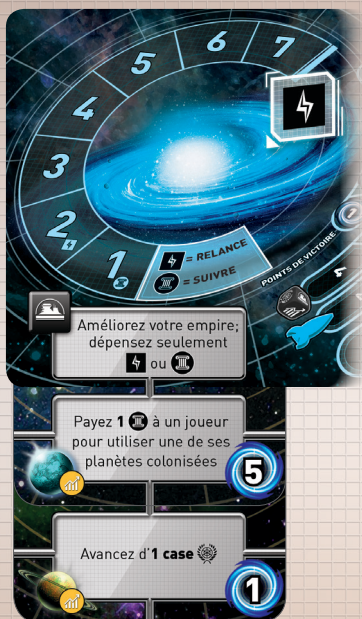 7
6
5
4
3
2
1
= RELANCE
= SUIVRE
POINTS DE VICTOIRE
Améliorez votre empire;
dépensez seulement
ou
Payez 1 à un joueur
pour utiliser une de ses
planètes colonisées
5
Avancez d'1 case
1